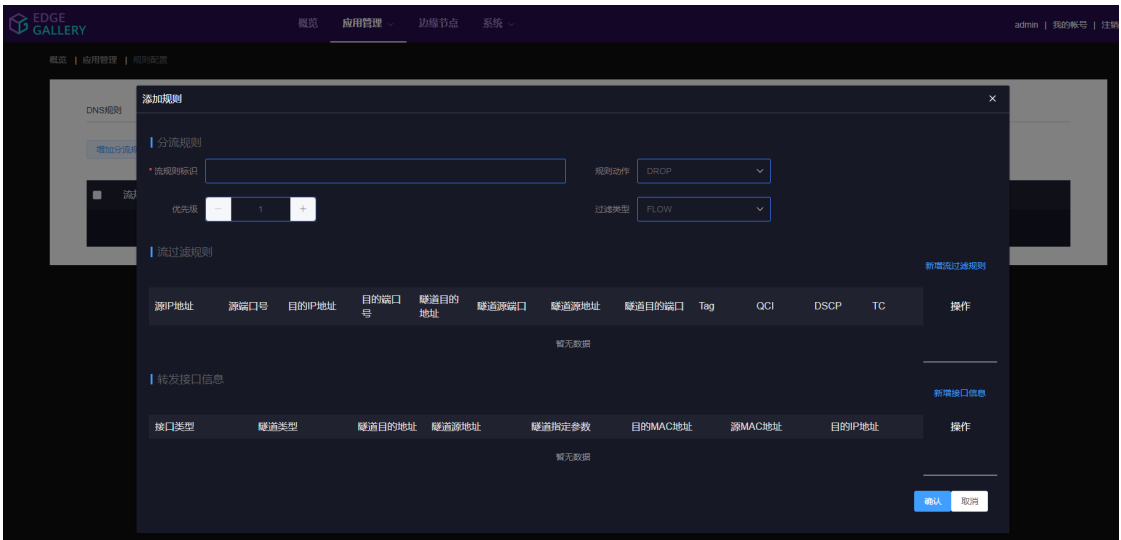 EDGE
GALLERY
概览 应用管理 边缘节点 系统
admin | 我的帐号 | 注销
概览 | 应用管理 | 规则配置
DNS规则
添加规则
分流规则
增加分流规
*流规则标识
规则动作 DROP
流规
优先级 - 1 +
过滤类型 FLOW
流过滤规则
新增流过滤规则
源IP地址 源端口号 目的IP地址 目的端口号 隧道目的地址 隧道源端口 隧道源地址 隧道目的端口 Tag QCI DSCP TC 操作
暂无数据
转发接口信息
新增接口信息
接口类型 隧道类型 隧道目的地址 隧道源地址 隧道指定参数 目的MAC地址 源MAC地址 目的IP地址 操作
暂无数据
确认 取消